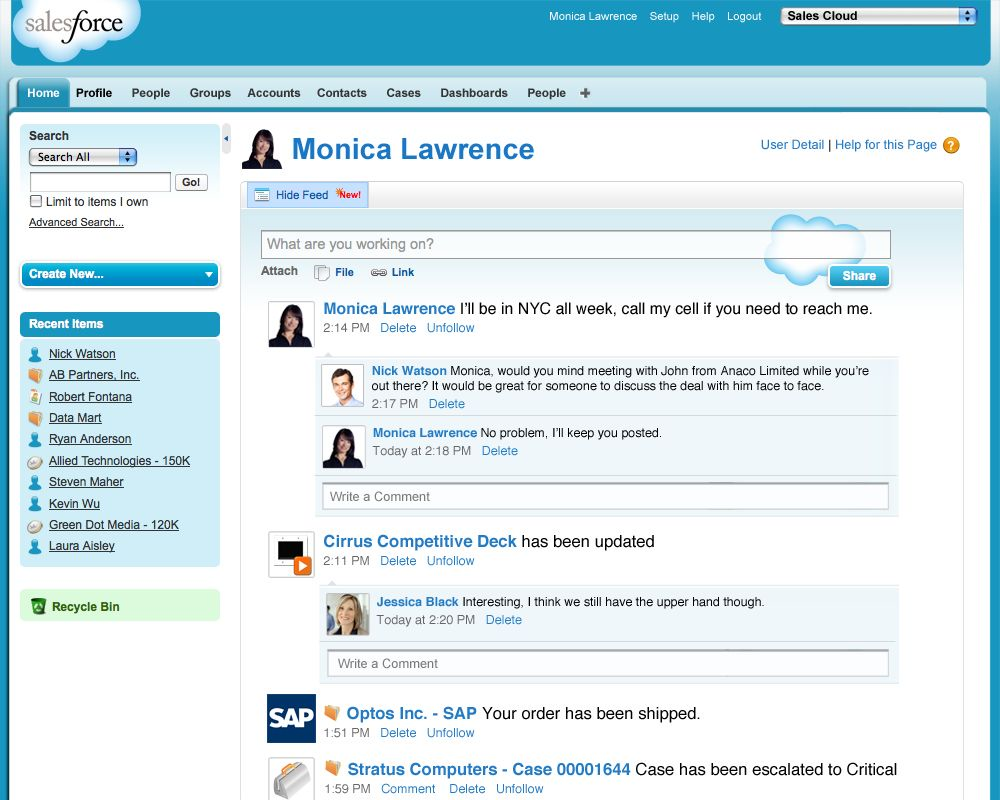 salesforce
Monica Lawrence Setup Help Logout Sales Cloud
Home Profile People Groups Accounts Contacts Cases Dashboards People
Search
Search All
Go!
Limit to items I own
Advanced Search...
Create New...
Recent Items
Nick Watson
AB Partners, Inc.
Robert Fontana
Data Mart
Ryan Anderson
Allied Technologies - 150K
Steven Maher
Kevin Wu
Green Dot Media - 120K
Laura Aisley
Recycle Bin
Monica Lawrence
User Detail | Help for this Page ?
Hide Feed New!
What are you working on?
Attach File Link
Share
Monica Lawrence I'll be in NYC all week, call my cell if you need to reach me.
2:14 PM Delete Unfollow
Nick Watson Monica, would you mind meeting with John from Anaco Limited while you're
out there? It would be great for someone to discuss the deal with him face to face.
2:17 PM Delete
Monica Lawrence No problem, I'll keep you posted.
Today at 2:18 PM Delete
Write a Comment
Cirrus Competitive Deck has been updated
2:11 PM Delete Unfollow
Jessica Black Interesting, I think we still have the upper hand though.
Today at 2:20 PM Delete
Write a Comment
SAP
Optos Inc. - SAP Your order has been shipped.
1:51 PM Delete Unfollow
Stratus Computers - Case 00001644 Case has been escalated to Critical
1:59 PM Comment Delete Unfollow